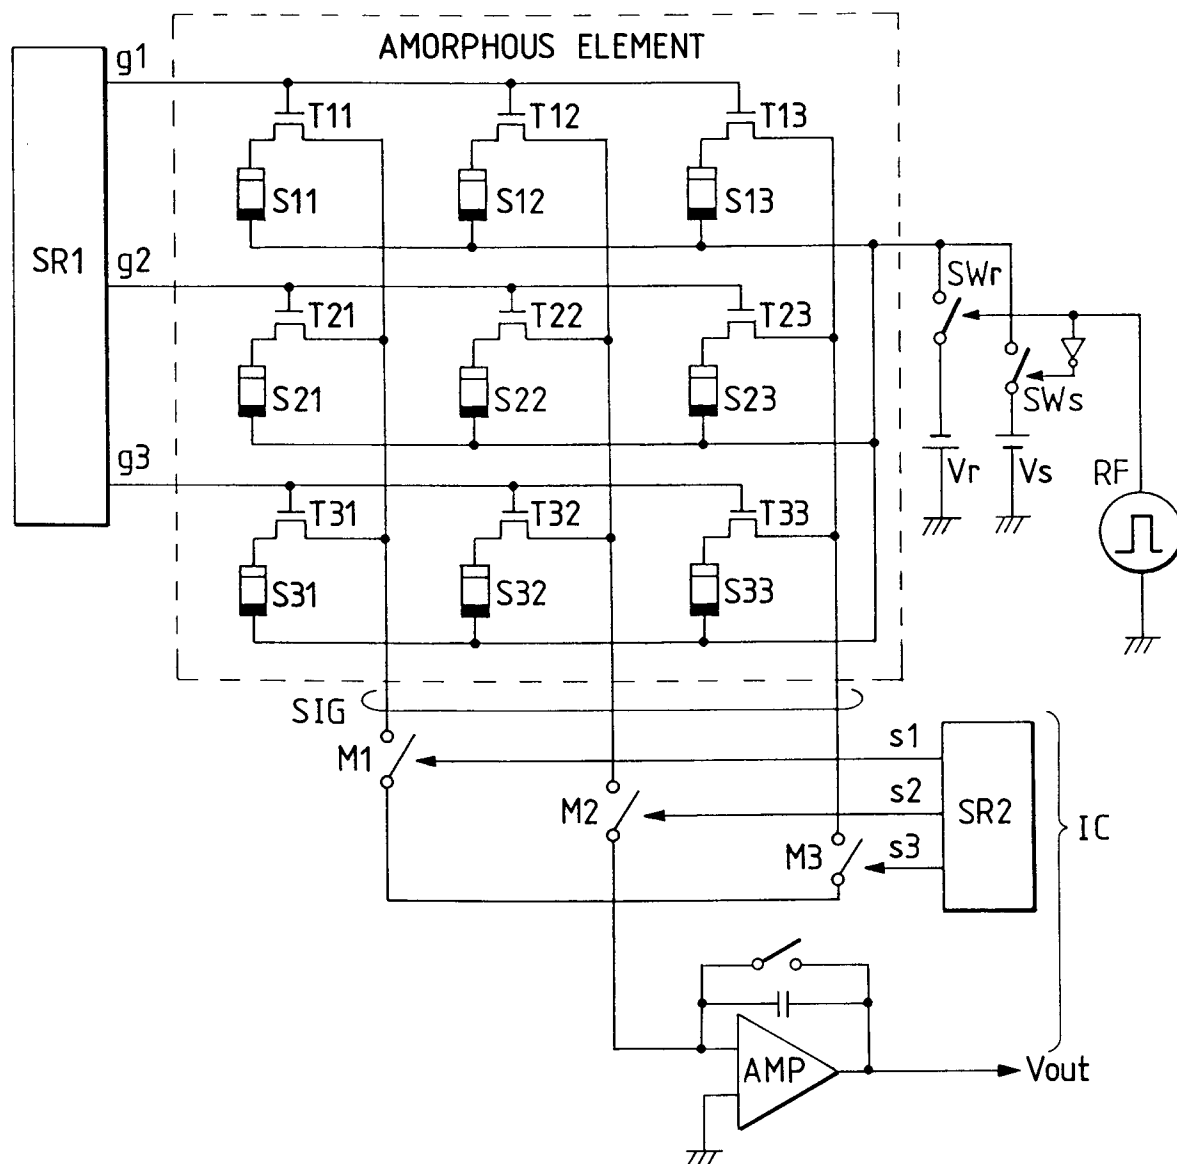 AMORPHOUS ELEMENT
g1
T11
T12
T13
S11
S12
S13
SR1
g2
SWr
T21
T22
T23
S21
S22
S23
SWs
g3
Vr
Vs
RF
T31
T32
T33
S31
S32
S33
SIG
M1
s1
M2
s2
SR2
IC
M3
s3
AMP
Vout